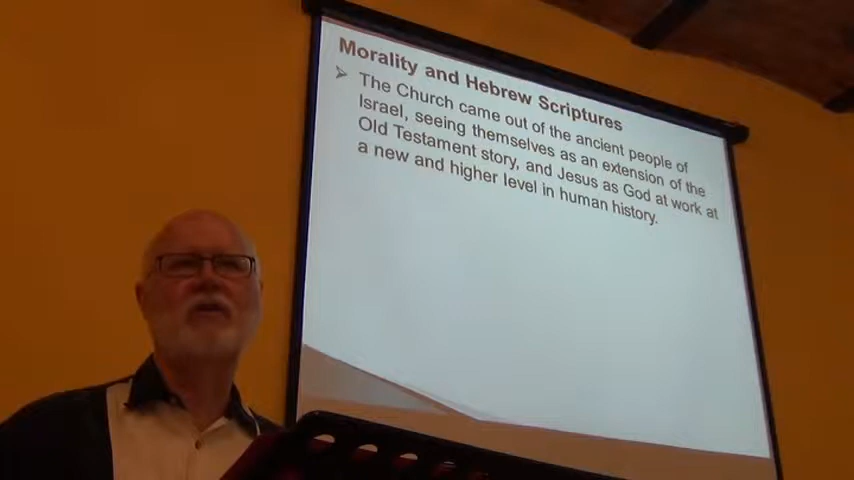 Morality and Hebrew Scriptures
The Church came out of the ancient people of
Israel, seeing themselves as an extension of the
Old Testament story, and Jesus as God at work at
a new and higher level in human history.